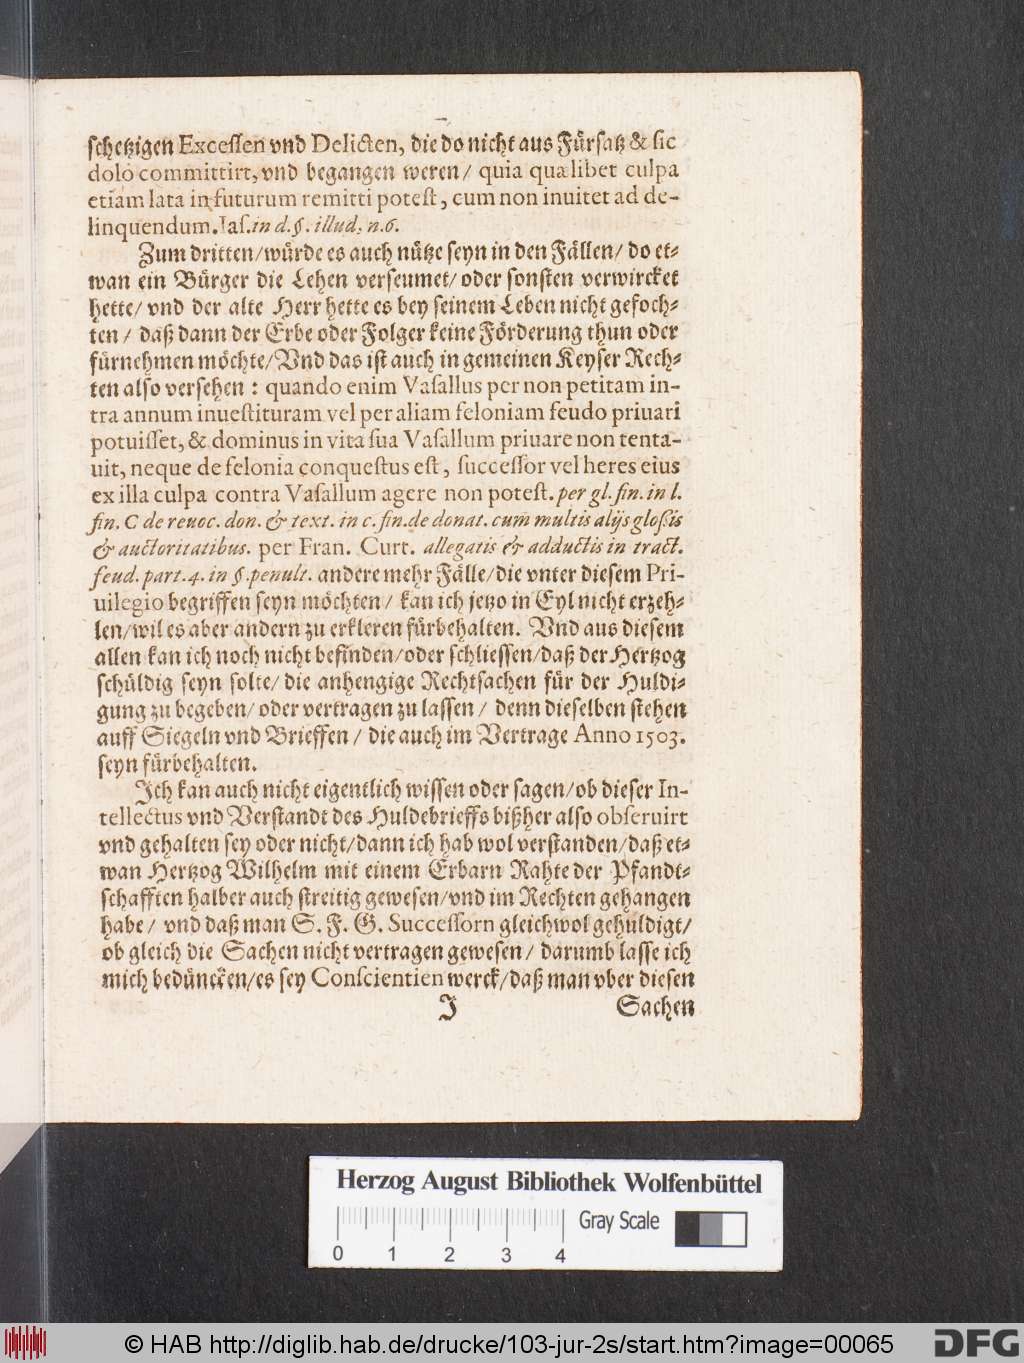 schetzigen Excessen vnd Delicten, die do nicht aus Fürsatz & sic
dolo committirt, vnd begangen weren / quia quælibet culpa
etiam lata in futurum remitti potest, cum non inuitet ad de-
linquendum. Ias. in d. §. illud, n. 6.
Zum dritten / würde es auch nütze seyn in den Fällen / do et-
wan ein Bürger die Lehen verseumet / oder sonsten verwircket
hette / vnd der alte Herr hette es bey seinem Leben nicht gefoch-
ten / daß dann der Erbe oder Folger keine Förderung thun oder
fürnehmen möchte / Vnd das ist auch in gemeinen Keyser Rech-
ten also versehen : quando enim Vasallus per non petitam in-
tra annum inuestituram vel per aliam feloniam feudo priuari
potuisset, & dominus in vita sua Vasallum priuare non tenta-
uit, neque de felonia conquestus est, successor vel heres eius
ex illa culpa contra Vasallum agere non potest. per gl. fin. in l.
fin. C de reuoc. don. & text. in c. fin. de donat. cum multis alijs glossis
& auctoritatibus. per Fran. Curt. allegatis & adductis in tract.
feud. part. 4. in §. penult. andere mehr Fälle / die vnter diesem Pri-
uilegio begriffen seyn möchten / kan ich jetzo in Eyl nicht erzeh-
len / wil es aber andern zu erkleren fürbehalten. Vnd aus diesem
allen kan ich noch nicht befinden / oder schliessen / daß der Hertzog
schüldig seyn solte / die anhengige Rechtsachen für der Huldi-
gung zu begeben / oder vertragen zu lassen / denn dieselben stehen
auff Siegeln vnd Brieffen / die auch im Vertrage Anno 1503.
seyn fürbehalten.
Ich kan auch nicht eigentlich wissen oder sagen / ob dieser In-
tellectus vnd Verstandt des Huldebrieffs bißher also obseruirt
vnd gehalten sey oder nicht / dann ich hab wol verstanden / daß et-
wan Hertzog Wilhelm mit einem Erbarn Rahte der Pfandt-
schafften halber auch streitig gewesen / vnd im Rechten gehangen
habe / vnd daß man S. F. G. Successorn gleichwol gehuldigt /
ob gleich die Sachen nicht vertragen gewesen / darumb lasse ich
mich bedüncken / es sey Conscientien werck / daß man vber diesen
J Sachen
Herzog August Bibliothek Wolfenbüttel
Gray Scale
0 1 2 3 4
© HAB http://diglib.hab.de/drucke/103-jur-2s/start.htm?image=00065
DFG